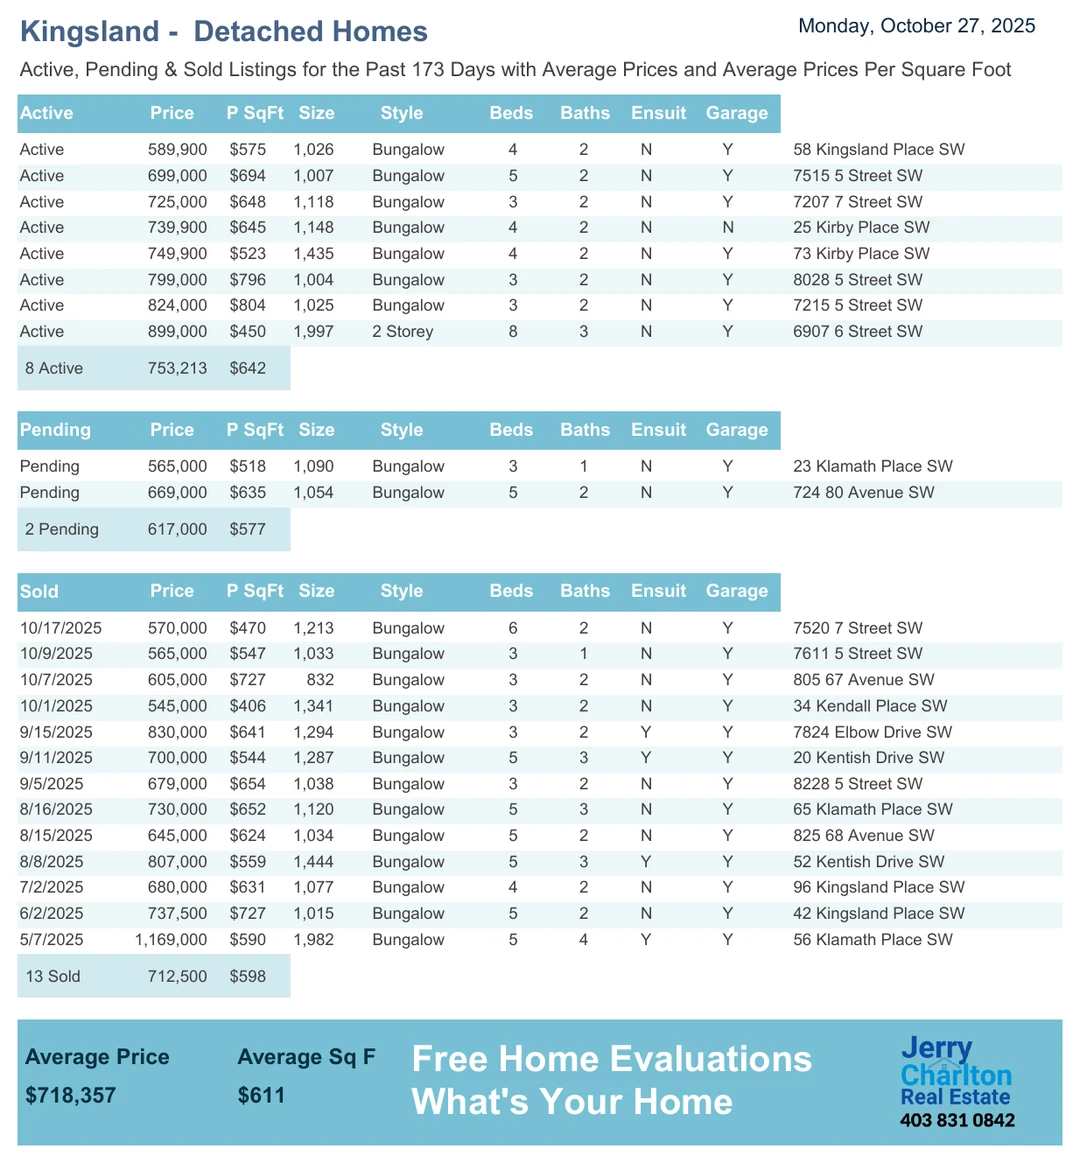 Kingsland - Detached Homes
Monday, October 27, 2025
Active, Pending & Sold Listings for the Past 173 Days with Average Prices and Average Prices Per Square Foot
Active Price P SqFt Size Style Beds Baths Ensuit Garage
Active 589,900 $575 1,026 Bungalow 4 2 N Y 58 Kingsland Place SW
Active 699,000 $694 1,007 Bungalow 5 2 N Y 7515 5 Street SW
Active 725,000 $648 1,118 Bungalow 3 2 N Y 7207 7 Street SW
Active 739,900 $645 1,148 Bungalow 4 2 N N 25 Kirby Place SW
Active 749,900 $523 1,435 Bungalow 4 2 N Y 73 Kirby Place SW
Active 799,000 $796 1,004 Bungalow 3 2 N Y 8028 5 Street SW
Active 824,000 $804 1,025 Bungalow 3 2 N Y 7215 5 Street SW
Active 899,000 $450 1,997 2 Storey 8 3 N Y 6907 6 Street SW
8 Active 753,213 $642
Pending Price P SqFt Size Style Beds Baths Ensuit Garage
Pending 565,000 $518 1,090 Bungalow 3 1 N Y 23 Klamath Place SW
Pending 669,000 $635 1,054 Bungalow 5 2 N Y 724 80 Avenue SW
2 Pending 617,000 $577
Sold Price P SqFt Size Style Beds Baths Ensuit Garage
10/17/2025 570,000 $470 1,213 Bungalow 6 2 N Y 7520 7 Street SW
10/9/2025 565,000 $547 1,033 Bungalow 3 1 N Y 7611 5 Street SW
10/7/2025 605,000 $727 832 Bungalow 3 2 N Y 805 67 Avenue SW
10/1/2025 545,000 $406 1,341 Bungalow 3 2 N Y 34 Kendall Place SW
9/15/2025 830,000 $641 1,294 Bungalow 3 2 Y Y 7824 Elbow Drive SW
9/11/2025 700,000 $544 1,287 Bungalow 5 3 Y Y 20 Kentish Drive SW
9/5/2025 679,000 $654 1,038 Bungalow 3 2 N Y 8228 5 Street SW
8/16/2025 730,000 $652 1,120 Bungalow 5 3 N Y 65 Klamath Place SW
8/15/2025 645,000 $624 1,034 Bungalow 5 2 N Y 825 68 Avenue SW
8/8/2025 807,000 $559 1,444 Bungalow 5 3 Y Y 52 Kentish Drive SW
7/2/2025 680,000 $631 1,077 Bungalow 4 2 N Y 96 Kingsland Place SW
6/2/2025 737,500 $727 1,015 Bungalow 5 2 N Y 42 Kingsland Place SW
5/7/2025 1,169,000 $590 1,982 Bungalow 5 4 Y Y 56 Klamath Place SW
13 Sold 712,500 $598
Average Price Average Sq F
$718,357 $611
Free Home Evaluations
What's Your Home
Jerry
Charlton
Real Estate
403 831 0842